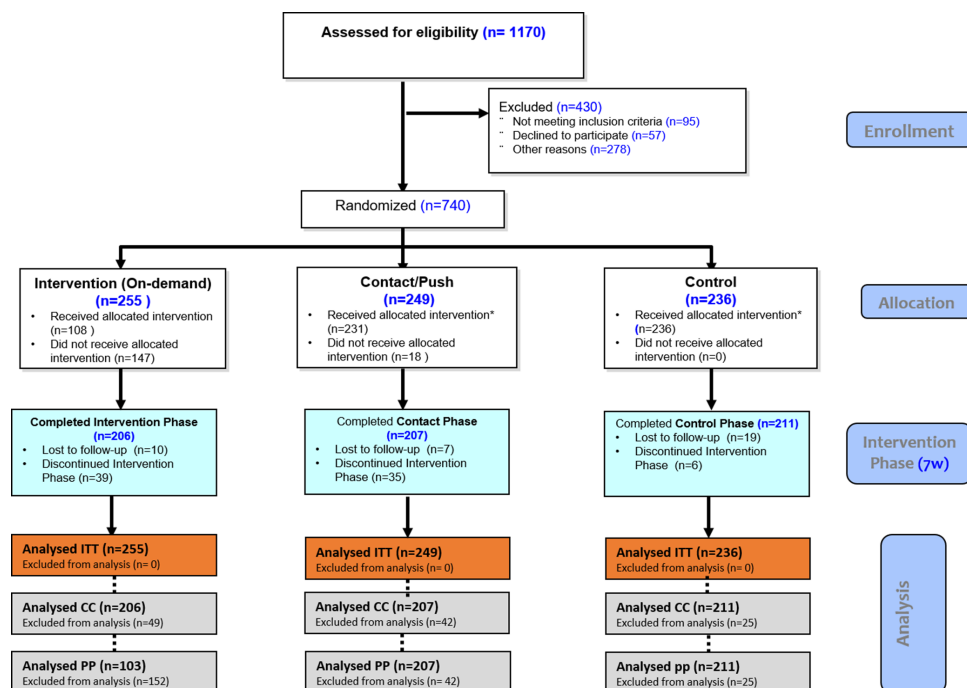 Assessed for eligibility (n= 1170)
Excluded (n=430)
¨ Not meeting inclusion criteria (n=95)
¨ Declined to participate (n=57)
¨ Other reasons (n=278)
Enrollment
Randomized (n=740)
Intervention (On-demand)
(n=255 )
• Received allocated intervention
(n=108 )
• Did not receive allocated
intervention (n=147)
Contact/Push
(n=249)
• Received allocated intervention*
(n=231)
• Did not receive allocated
intervention (n=18 )
Control
(n=236)
• Received allocated intervention*
(n=236)
• Did not receive allocated
intervention (n=0)
Allocation
Completed Intervention Phase
(n=206)
• Lost to follow-up (n=10)
• Discontinued Intervention
Phase (n=39)
Completed Contact Phase
(n=207)
• Lost to follow-up (n=7)
• Discontinued Intervention
Phase (n=35)
Completed Control Phase (n=211)
• Lost to follow-up (n=19)
• Discontinued Intervention
Phase (n=6)
Intervention
Phase (7w)
Analysed ITT (n=255)
Excluded from analysis (n= 0)
Analysed ITT (n=249)
Excluded from analysis (n= 0)
Analysed ITT (n=236)
Excluded from analysis (n= 0)
Analysed CC (n=206)
Excluded from analysis (n=49)
Analysed CC (n=207)
Excluded from analysis (n=42)
Analysed CC (n=211)
Excluded from analysis (n=25)
Analysed PP (n=103)
Excluded from analysis (n=152)
Analysed PP (n=207)
Excluded from analysis (n= 42)
Analysed pp (n=211)
Excluded from analysis (n=25)
Analysis